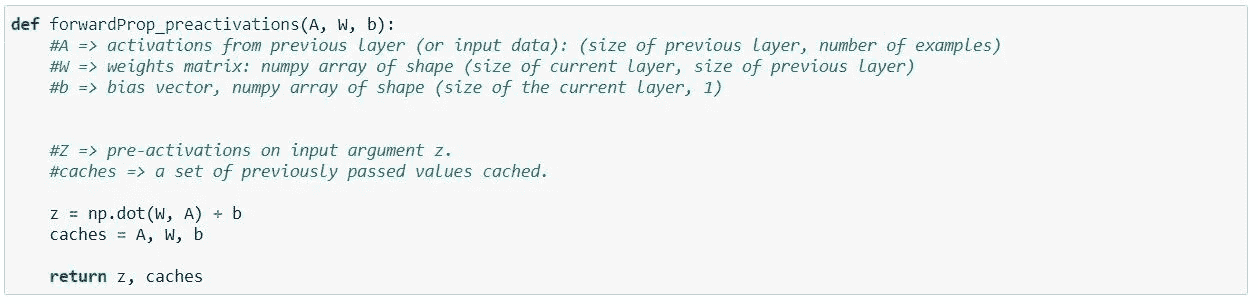 def forwardProp_preactivations(A, W, b):
#A => activations from previous layer (or input data): (size of previous layer, number of examples)
#W => weights matrix: numpy array of shape (size of current layer, size of previous layer)
#b => bias vector, numpy array of shape (size of the current layer, 1)
#Z => pre-activations on input argument z.
#caches => a set of previously passed values cached.
z = np.dot(W, A) + b
caches = A, W, b
return z, caches